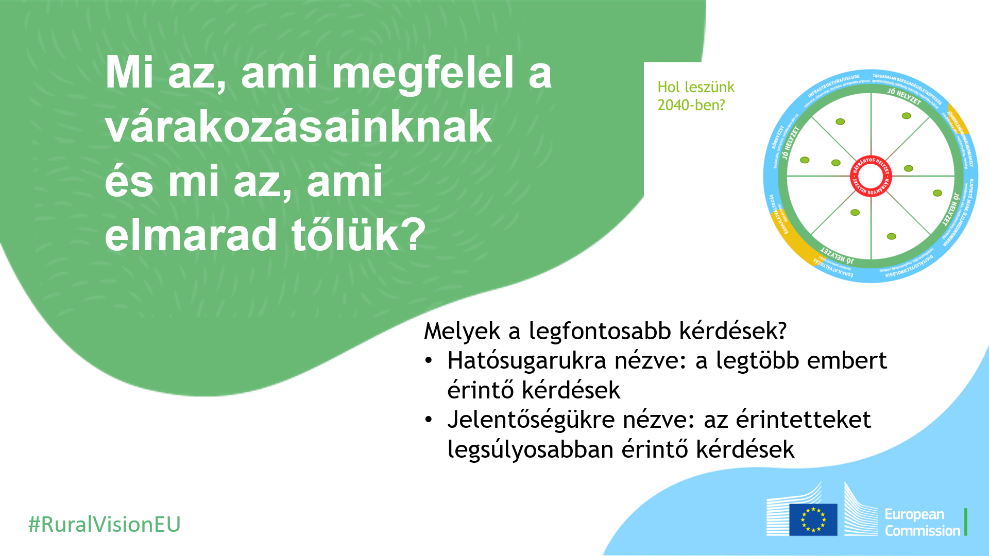 Mi az, ami megfelel a
várakozásainknak
és mi az, ami
elmarad tőlük?
Hol leszünk
2040-ben?
JÓ HELYZET
JÓ HELYZET
JÓ HELYZET
JÓ HELYZET
Melyek a legfontosabb kérdések?
• Hatósugarukra nézve: a legtöbb embert
érintő kérdések
• Jelentőségükre nézve: az érintetteket
legsúlyosabban érintő kérdések
#RuralVisionEU
European
Commission